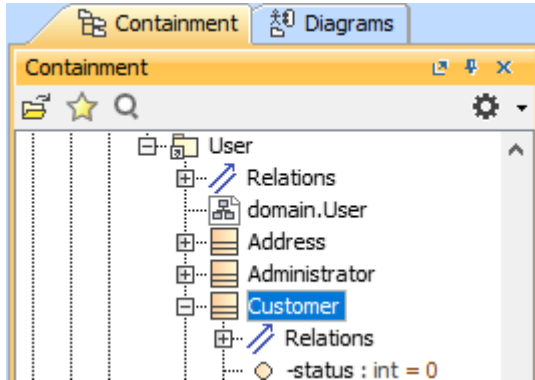 Containment Diagrams
Containment
User
Relations
domain.User
Address
Administrator
Customer
Relations
-status : int = 0